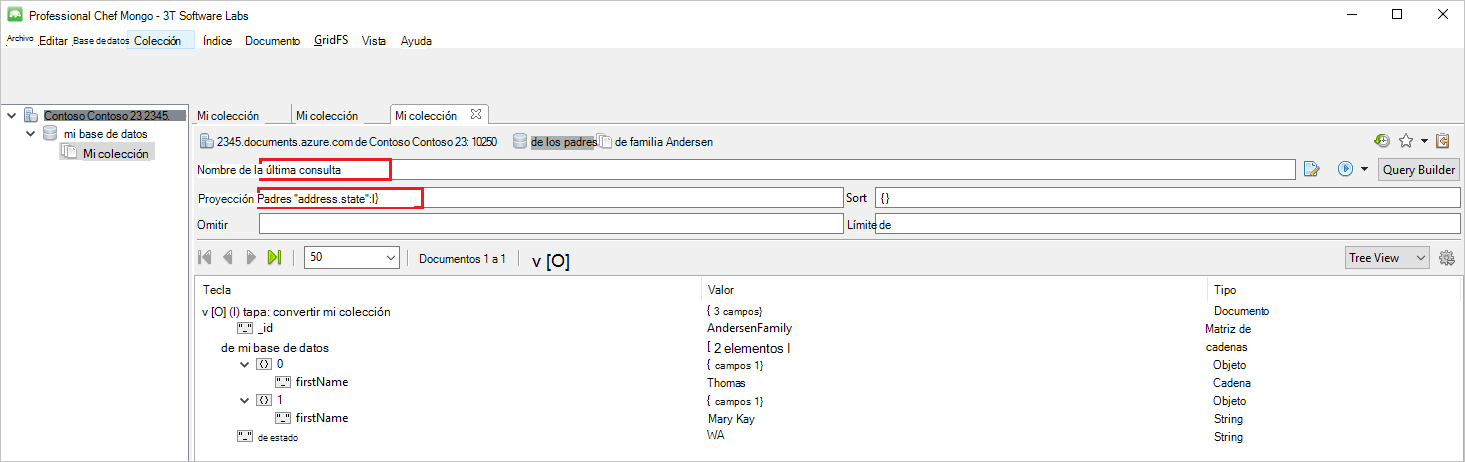 Professional Chef Mongo - 3T Software Labs
Archivo Editar Base de datos Colección Índice Documento GridFS Vista Ayuda
Contoso Contoso 23 2345.
mi base de datos
Mi colección
Mi colección Mi colección Mi colección
2345.documents.azure.com de Contoso Contoso 23: 10250 de los padres de familia Andersen
Nombre de la última consulta
Query Builder
Proyección Padres "address.state":I}
Sort {}
Omitir
Límite de
50 Documentos 1 a 1 v [O]
Tree View
Tecla Valor Tipo
v [O] (I) tapa: convertir mi colección { 3 campos} Documento
_id AndersenFamily Matriz de
de mi base de datos [ 2 elementos l cadenas
0 { campos 1} Objeto
firstName Thomas Cadena
1 { campos 1} Objeto
firstName Mary Kay String
de estado WA String